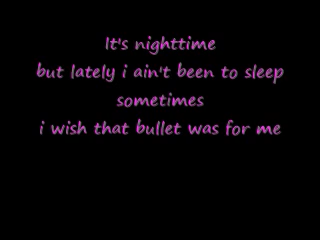 It's nighttime
but lately i ain't been to sleep
sometimes
i wish that bullet was for me